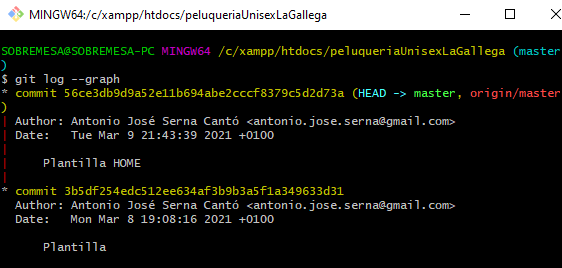 MINGW64:/c/xampp/htdocs/peluqueriaUnisexLaGallega
SOBREMESA@SOBREMESA-PC MINGW64 /c/xampp/htdocs/peluqueriaUnisexLaGallega (master
)
$ git log --graph
* commit 56ce3db9d9a52e11b694abe2cccf8379c5d2d73a (HEAD -> master, origin/master
)
| Author: Antonio José Serna Cantó <antonio.jose.serna@gmail.com>
| Date:   Tue Mar 9 21:43:39 2021 +0100
|
|     Plantilla HOME
|
* commit 3b5df254edc512ee634af3b9b3a5f1a349633d31
  Author: Antonio José Serna Cantó <antonio.jose.serna@gmail.com>
  Date:   Mon Mar 8 19:08:16 2021 +0100

      Plantilla